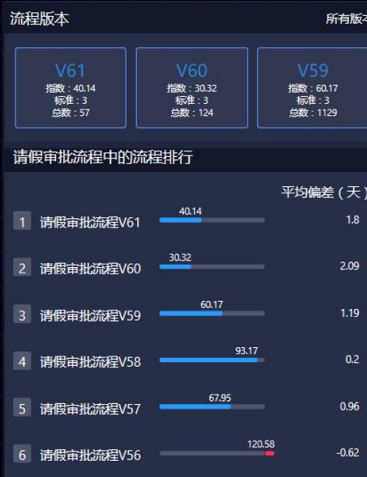 流程版本 所有版本
V61 V60 V59
指数：40.14 指数：30.32 指数：60.17
标准：3 标准：3 标准：3
总数：57 总数：124 总数：1129
请假审批流程中的流程排行
平均偏差（天）
1 请假审批流程V61 40.14 1.8
2 请假审批流程V60 30.32 2.09
3 请假审批流程V59 60.17 1.19
4 请假审批流程V58 93.17 0.2
5 请假审批流程V57 67.95 0.96
6 请假审批流程V56 120.58 -0.62